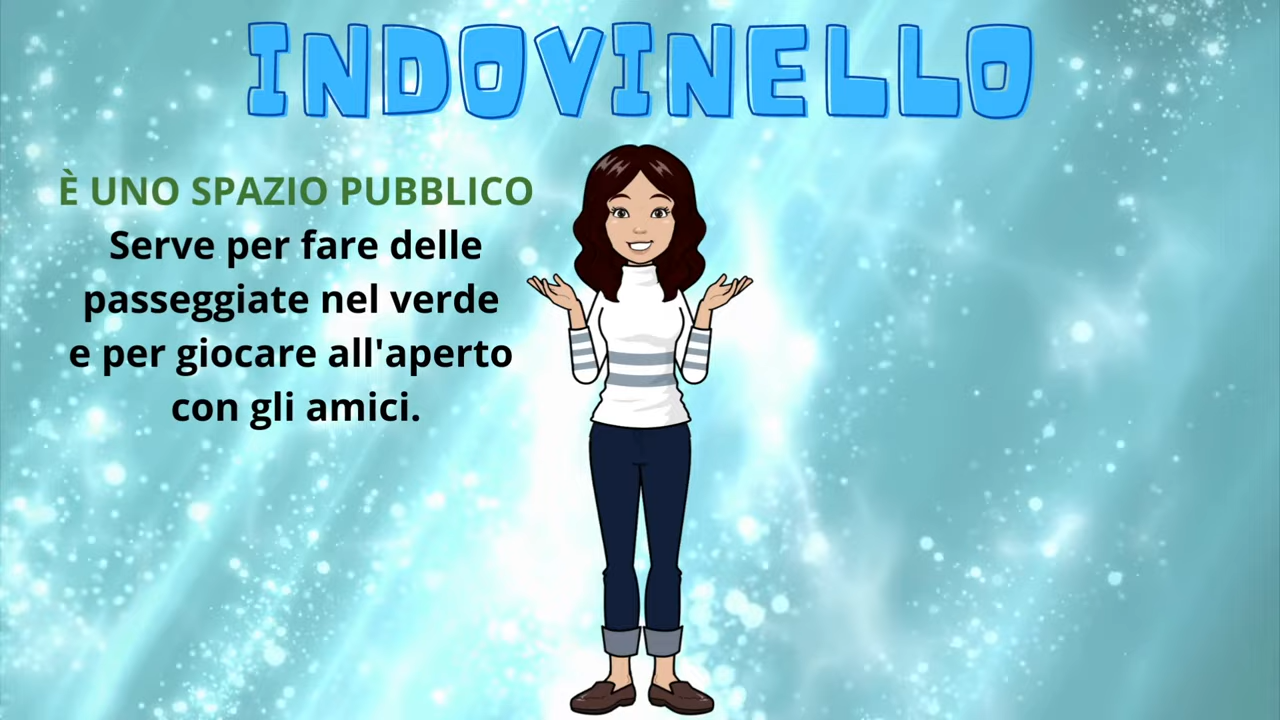 INDOVINELLO
È UNO SPAZIO PUBBLICO
Serve per fare delle
passeggiate nel verde
e per giocare all'aperto
con gli amici.